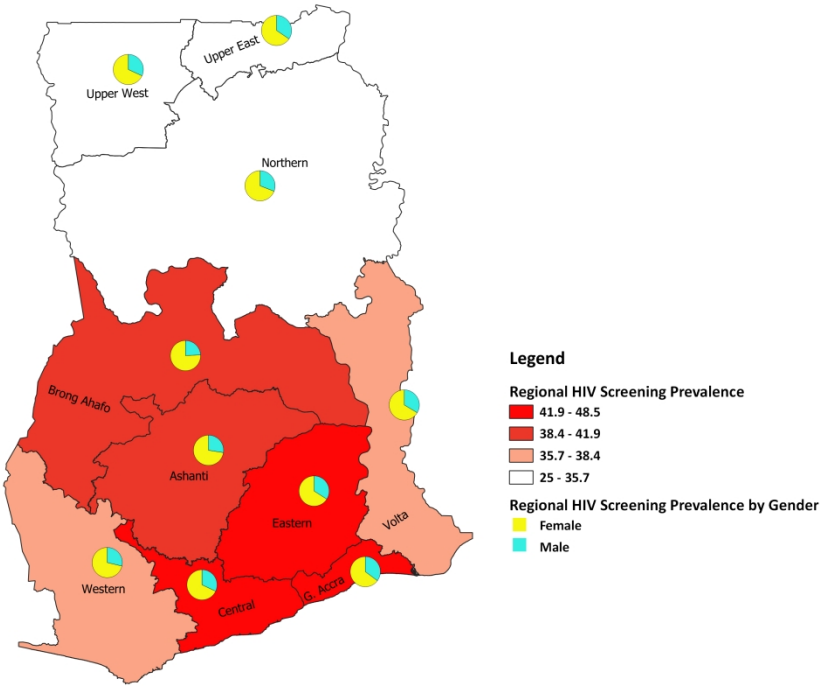 Upper East
Upper West
Northern
Brong Ahafo
Ashanti
Eastern
Volta
Western
Central
G. Accra
Legend
Regional HIV Screening Prevalence
41.9 - 48.5
38.4 - 41.9
35.7 - 38.4
25 - 35.7
Regional HIV Screening Prevalence by Gender
Female
Male